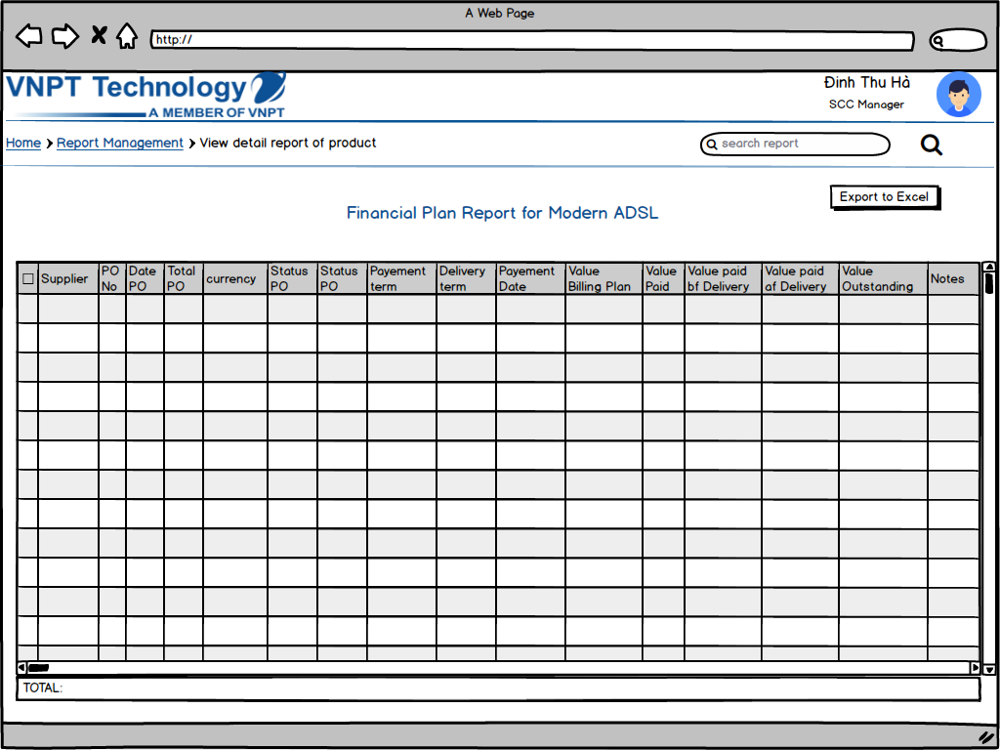 A Web Page
http://
VNPT Technology
A MEMBER OF VNPT
Đinh Thu Hà
SCC Manager
Home > Report Management > View detail report of product
search report
Export to Excel
Financial Plan Report for Modern ADSL
Supplier
PO
No
Date
PO
Total
PO
currency
Status
PO
Status
PO
Payement
term
Delivery
term
Payement
Date
Value
Billing Plan
Value
Paid
Value paid
bf Delivery
Value paid
af Delivery
Value
Outstanding
Notes
TOTAL: